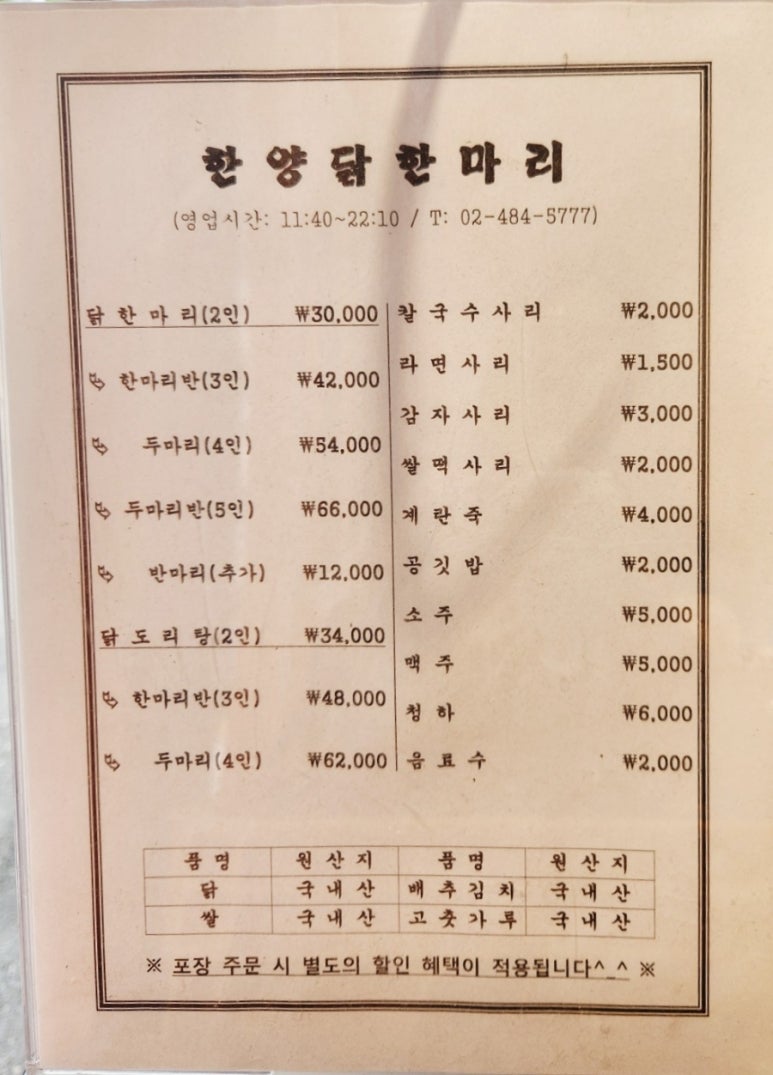 한양닭한마리
(영업시간: 11:40~22:10 / T: 02-484-5777)
닭한마리(2인) ₩30,000
한마리반(3인) ₩42,000
두마리(4인) ₩54,000
두마리반(5인) ₩66,000
반마리(추가) ₩12,000
닭도리탕(2인) ₩34,000
한마리반(3인) ₩48,000
두마리(4인) ₩62,000
칼국수사리 ₩2,000
라면사리 ₩1,500
감자사리 ₩3,000
쌀떡사리 ₩2,000
계란죽 ₩4,000
공깃밥 ₩2,000
소주 ₩5,000
맥주 ₩5,000
청하 ₩6,000
음료수 ₩2,000
품명 원산지 품명 원산지
닭 국내산 배추김치 국내산
쌀 국내산 고춧가루 국내산
※ 포장 주문 시 별도의 할인 혜택이 적용됩니다^_^ ※